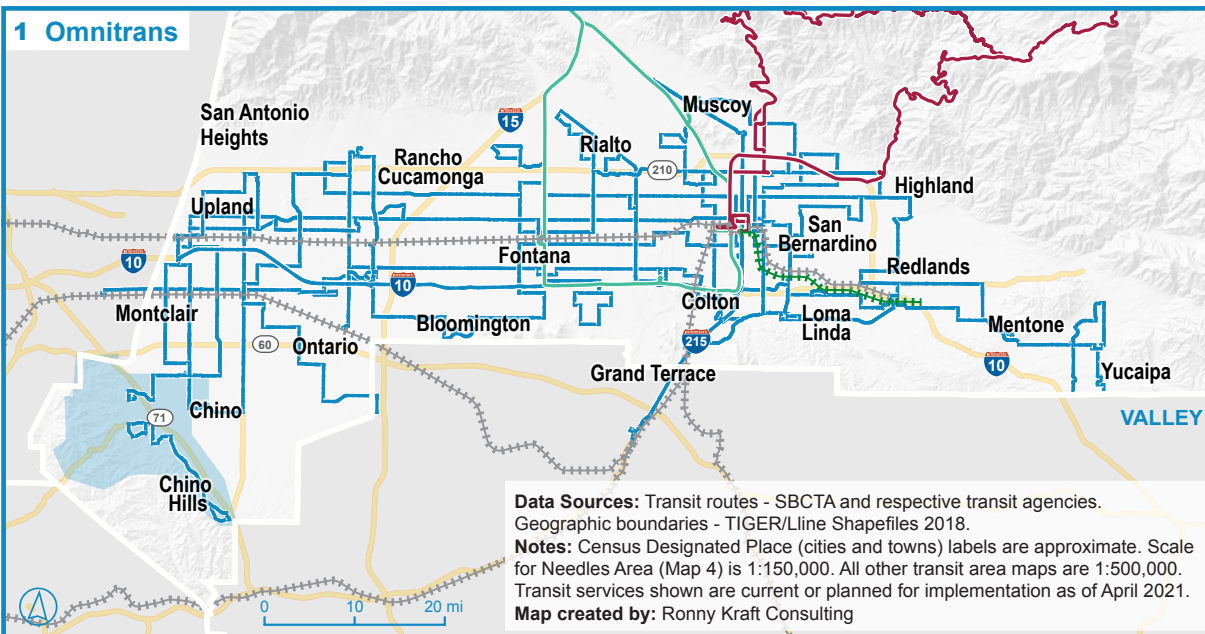 1 Omnitrans
San Antonio
Heights
15
Muscoy
Rialto
Rancho
Cucamonga
210
Highland
Upland
San
Bernardino
10
Fontana
Redlands
10
Montclair
Bloomington
Colton
Loma
Linda
Mentone
60
Ontario
215
10
Grand Terrace
Yucaipa
Chino
71
VALLEY
Chino
Hills
Data Sources: Transit routes - SBCTA and respective transit agencies.
Geographic boundaries - TIGER/Lline Shapefiles 2018.
Notes: Census Designated Place (cities and towns) labels are approximate. Scale
for Needles Area (Map 4) is 1:150,000. All other transit area maps are 1:500,000.
Transit services shown are current or planned for implementation as of April 2021.
Map created by: Ronny Kraft Consulting
0 10 20 mi